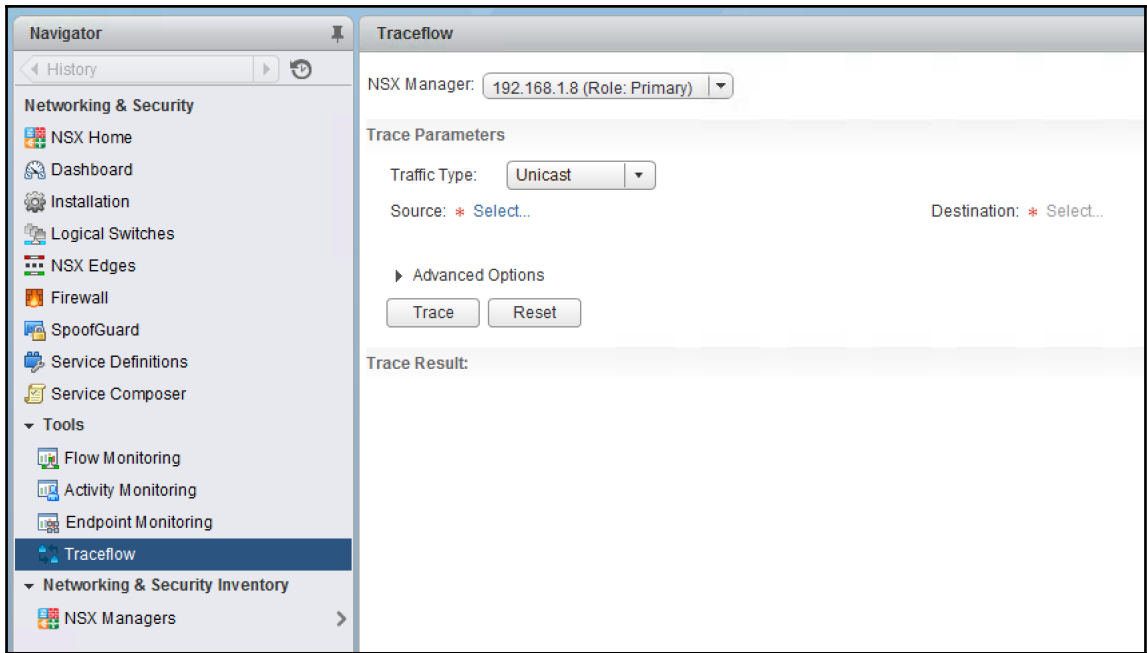 Navigator
History
Networking & Security
NSX Home
Dashboard
Installation
Logical Switches
NSX Edges
Firewall
SpoofGuard
Service Definitions
Service Composer
Tools
Flow Monitoring
Activity Monitoring
Endpoint Monitoring
Traceflow
Networking & Security Inventory
NSX Managers
Traceflow
NSX Manager: 192.168.1.8 (Role: Primary)
Trace Parameters
Traffic Type: Unicast
Source: * Select... Destination: * Select...
Advanced Options
Trace Reset
Trace Result: